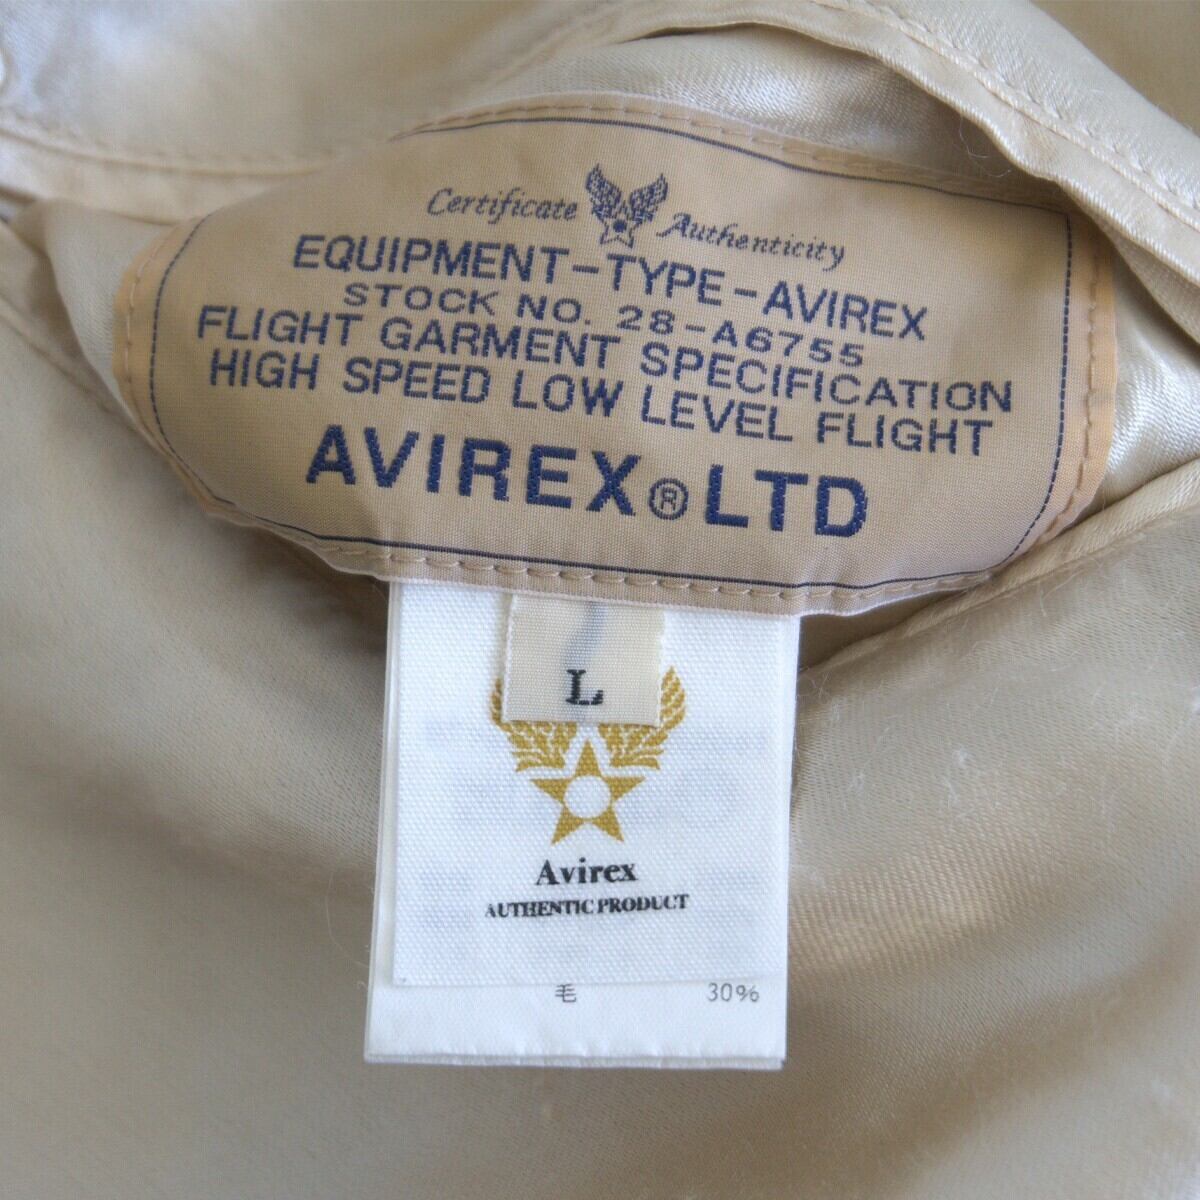 Certificate Authenticity
EQUIPMENT-TYPE-AVIREX
STOCK NO. 28-A6755
FLIGHT GARMENT SPECIFICATION
HIGH SPEED LOW LEVEL FLIGHT
AVIREX®LTD
L
Avirex
AUTHENTIC PRODUCT
毛 30%